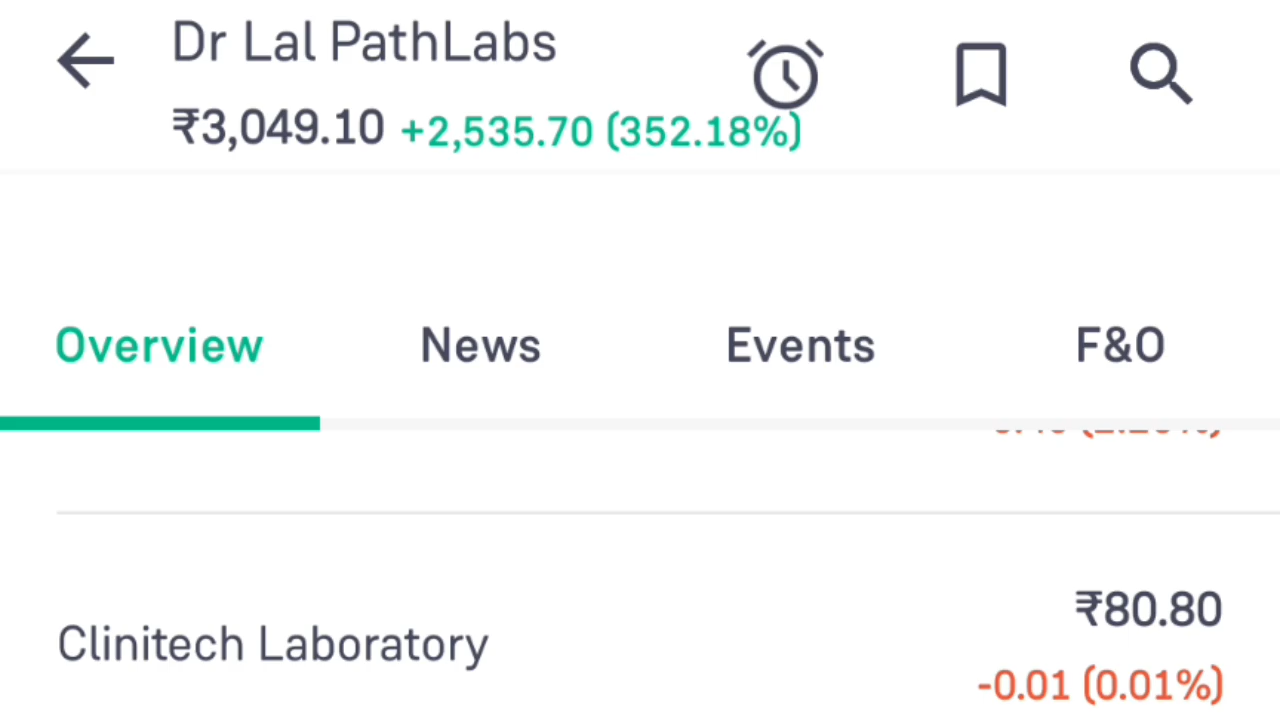 Dr Lal PathLabs
₹3,049.10 +2,535.70 (352.18%)
Overview News Events F&O
Clinitech Laboratory
₹80.80
-0.01 (0.01%)